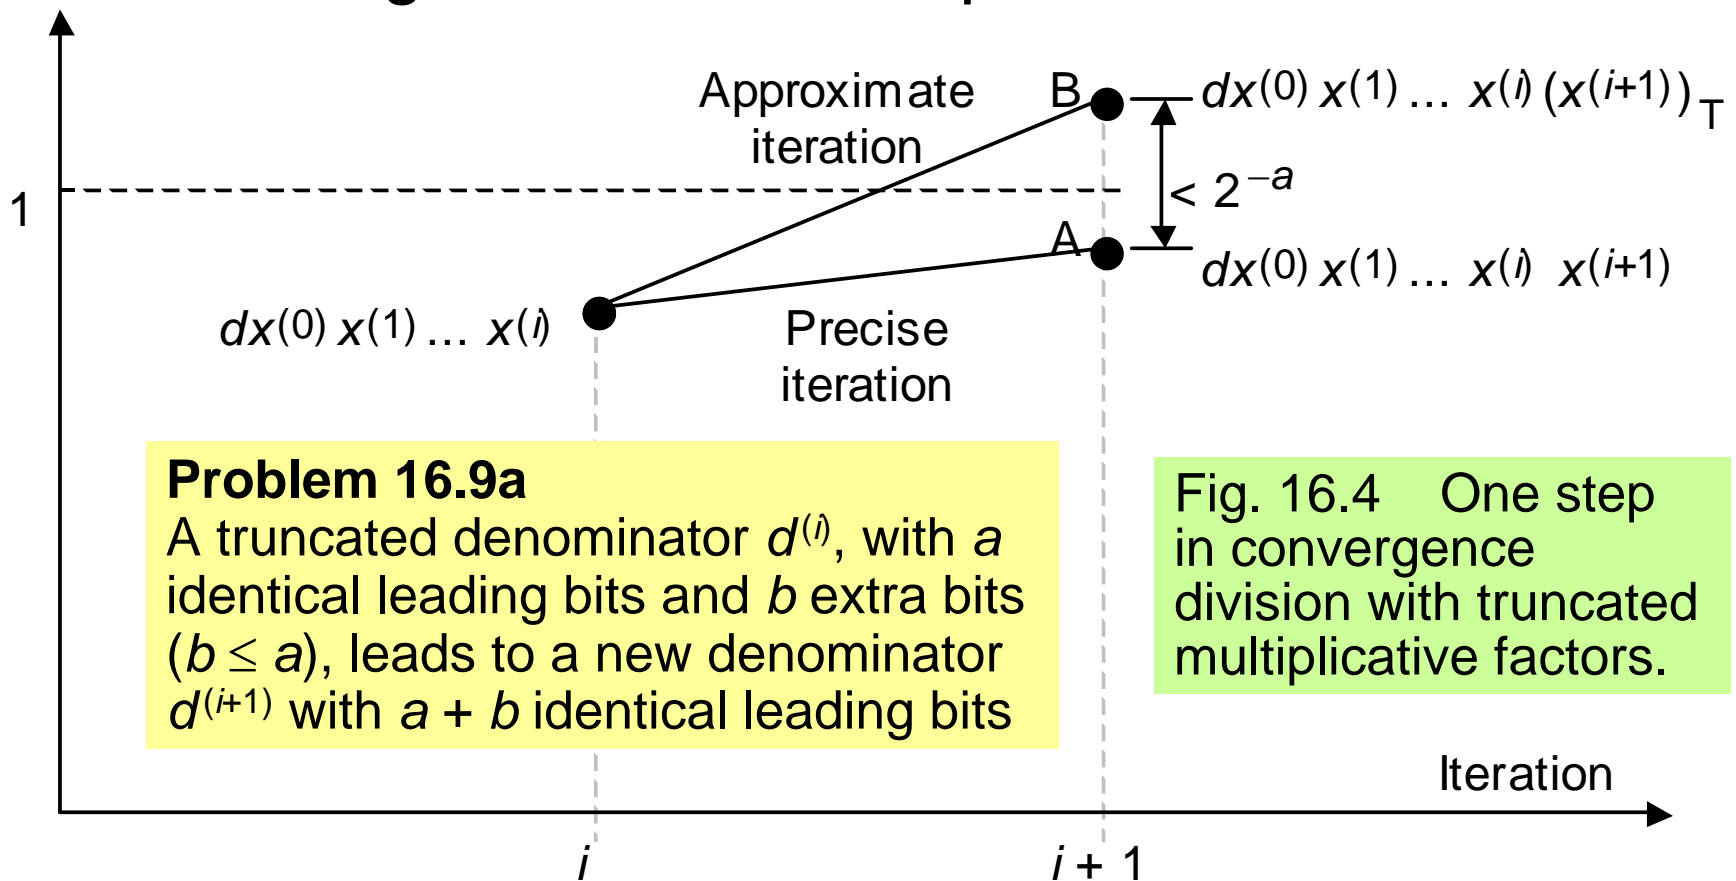 Approximate
iteration
B
dx(0) x(1) ... x(i) (x(i+1)) T
1
< 2−a
A
dx(0) x(1) ... x(i) x(i+1)
dx(0) x(1) ... x(i)
Precise
iteration
Problem 16.9a
A truncated denominator d(i), with a
identical leading bits and b extra bits
(b ≤ a), leads to a new denominator
d(i+1) with a + b identical leading bits
Fig. 16.4 One step
in convergence
division with truncated
multiplicative factors.
Iteration
i
i + 1